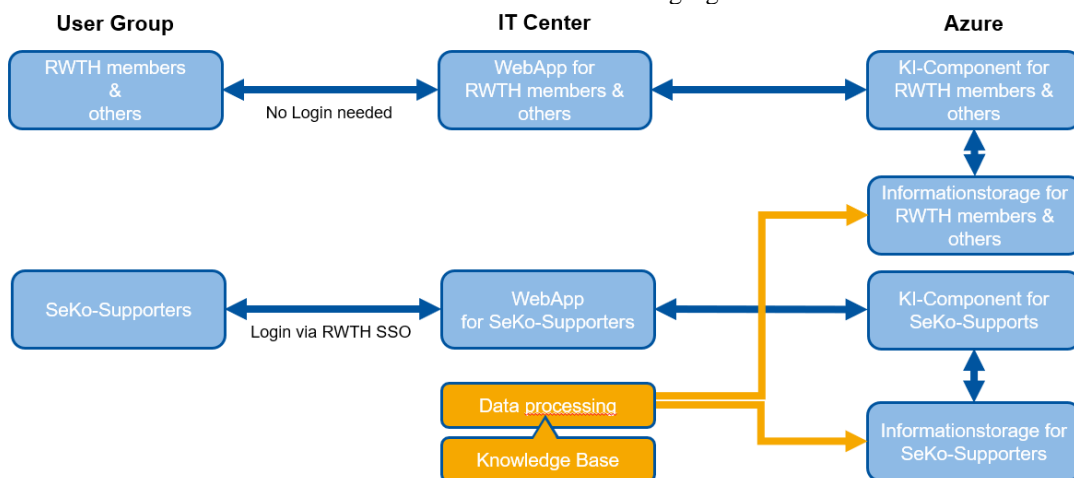 User Group
IT Center
Azure
RWTH members
&
others
No Login needed
WebApp for
RWTH members &
others
KI-Component for
RWTH members &
others
Informationstorage for
RWTH members &
others
SeKo-Supporters
Login via RWTH SSO
WebApp
for SeKo-Supporters
KI-Component for
SeKo-Supports
Data processing
Knowledge Base
Informationstorage for
SeKo-Supporters